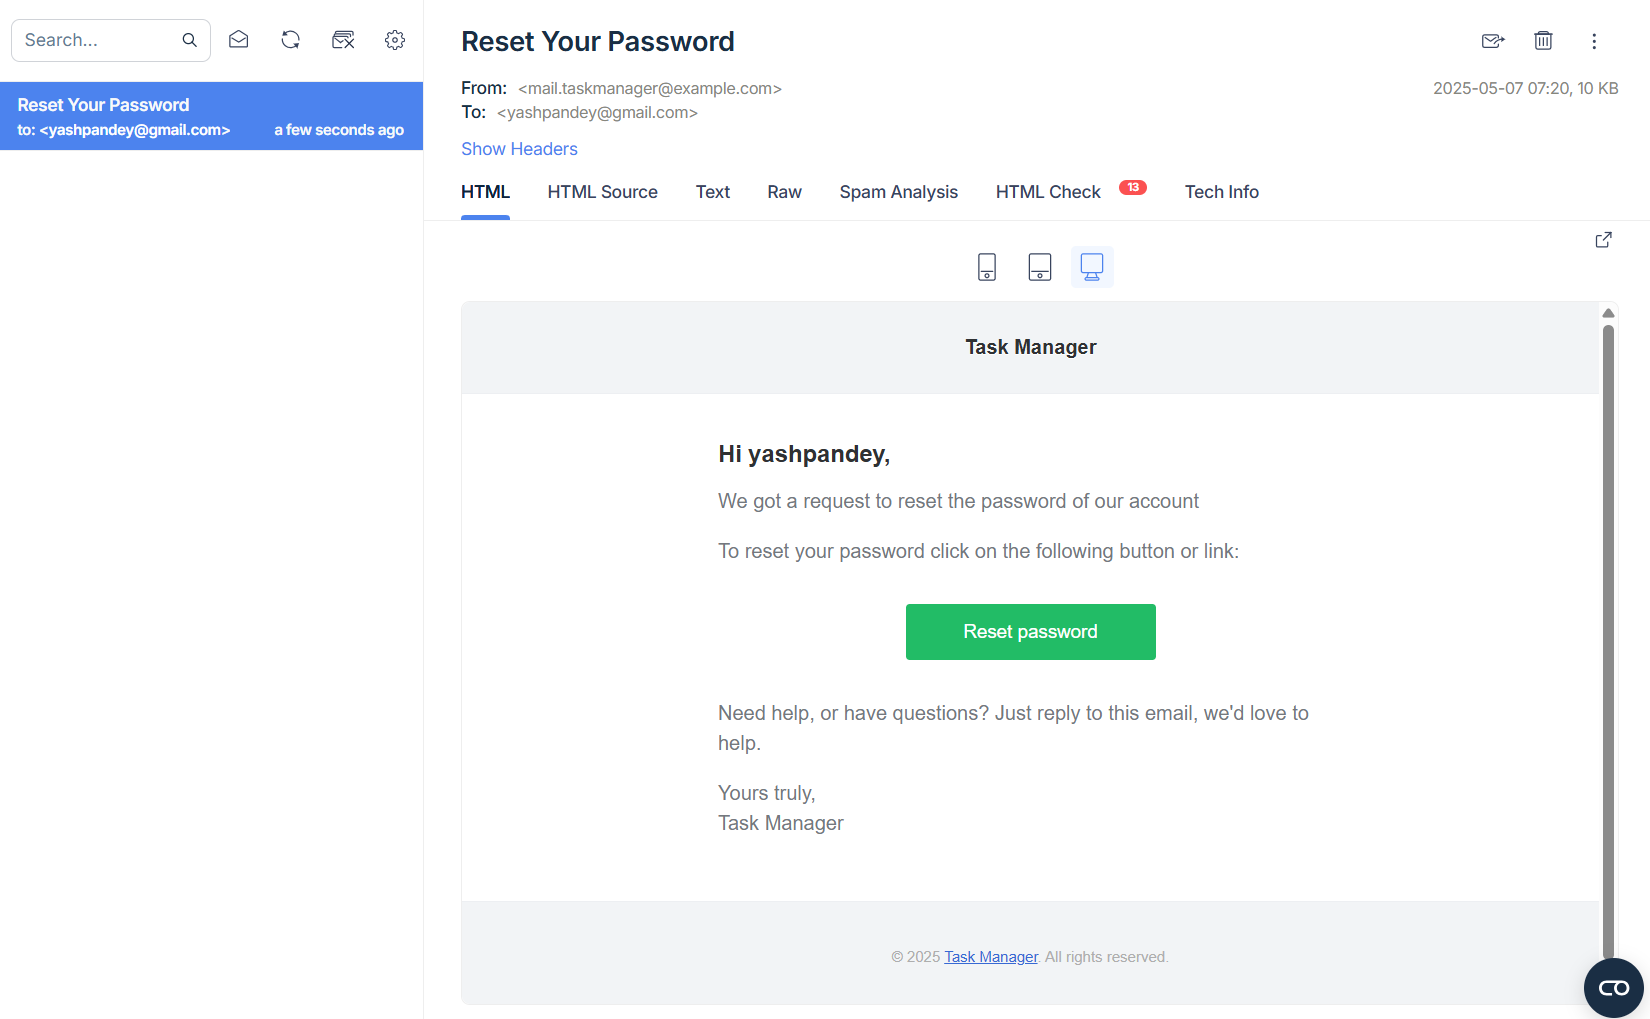 Search...
Reset Your Password
to: <yashpandey@gmail.com> a few seconds ago
Reset Your Password
From: <mail.taskmanager@example.com>
2025-05-07 07:20, 10 KB
To: <yashpandey@gmail.com>
Show Headers
HTML HTML Source Text Raw Spam Analysis HTML Check 13 Tech Info
Task Manager
Hi yashpandey,
We got a request to reset the password of our account
To reset your password click on the following button or link:
Reset password
Need help, or have questions? Just reply to this email, we'd love to
help.
Yours truly,
Task Manager
© 2025 Task Manager. All rights reserved.